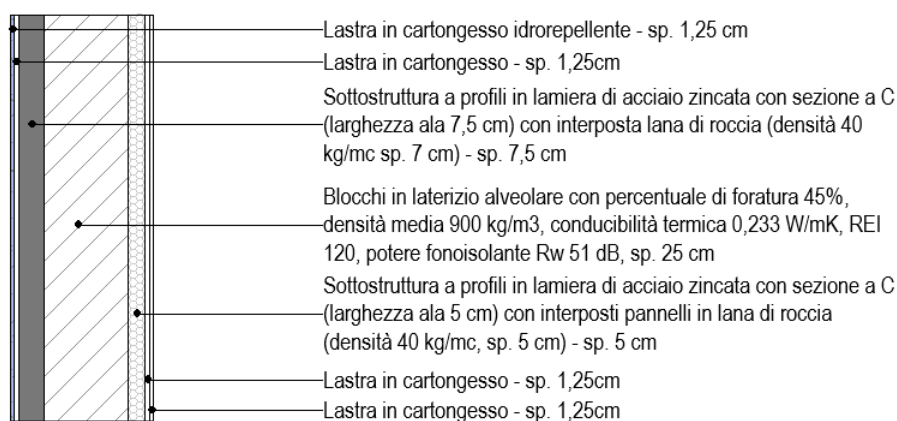 Lastra in cartongesso idrorepellente - sp. 1,25 cm
Lastra in cartongesso - sp. 1,25cm
Sottostruttura a profili in lamiera di acciaio zincata con sezione a C
(larghezza ala 7,5 cm) con interposta lana di roccia (densità 40
kg/mc sp. 7 cm) - sp. 7,5 cm
Blocchi in laterizio alveolare con percentuale di foratura 45%,
densità media 900 kg/m3, conducibilità termica 0,233 W/mK, REI
120, potere fonoisolante Rw 51 dB, sp. 25 cm
Sottostruttura a profili in lamiera di acciaio zincata con sezione a C
(larghezza ala 5 cm) con interposti pannelli in lana di roccia
(densità 40 kg/mc, sp. 5 cm) - sp. 5 cm
Lastra in cartongesso - sp. 1,25cm
Lastra in cartongesso - sp. 1,25cm